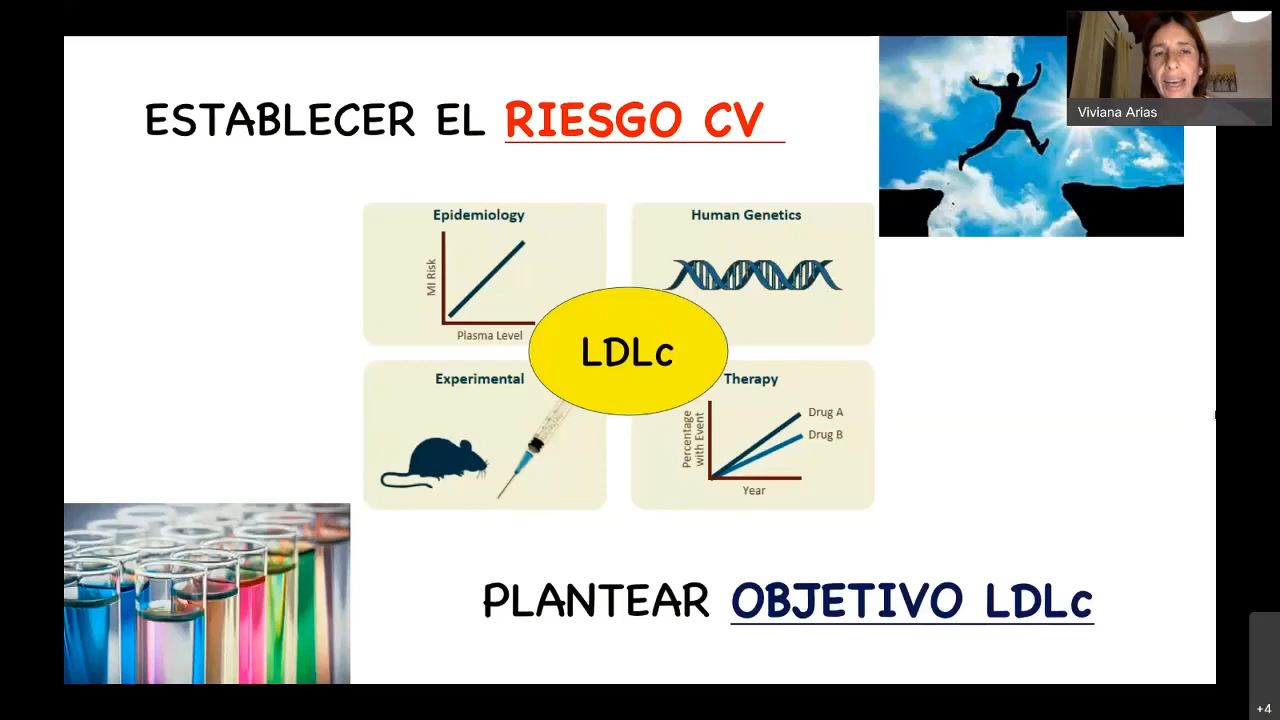 ESTABLECER EL RIESGO CV
Viviana Arias
Epidemiology
MI Risk
Plasma Level
Human Genetics
LDLc
Experimental
Therapy
Percentage
with Event
Drug A
Drug B
Year
PLANTEAR OBJETIVO LDLc
+4